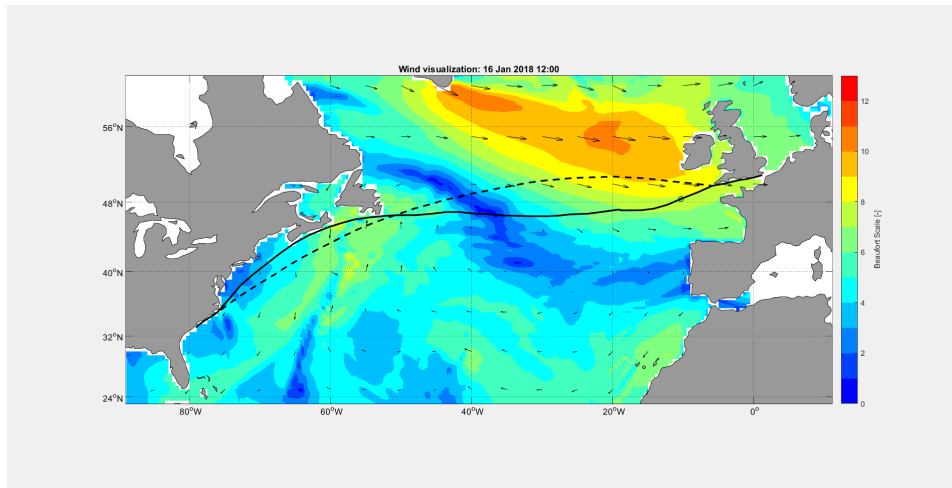 Wind visualization: 16 Jan 2018 12:00
56°N
48°N
40°N
32°N
24°N
80°W
60°W
40°W
20°W
0°
12
10
8
6
4
2
0
Beaufort Scale [-]